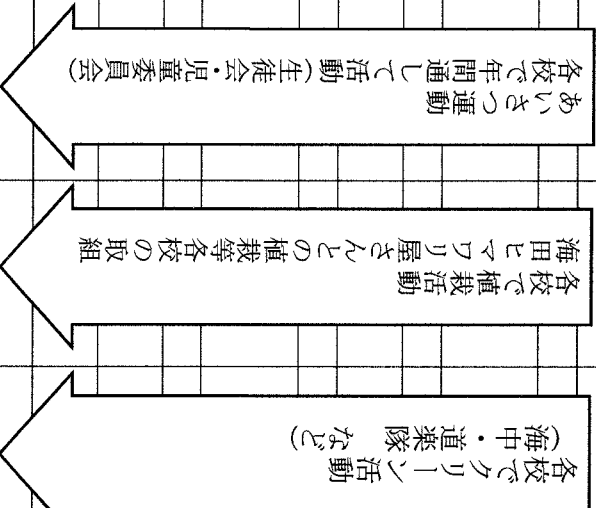 各校でクリーン活動
（海中・道楽隊　など）
各校で植栽活動
海田ヒマワリ屋さんとの植栽等各校の取組
あいさつ運動
各校で年間通して活動（生徒会・児童委員会）